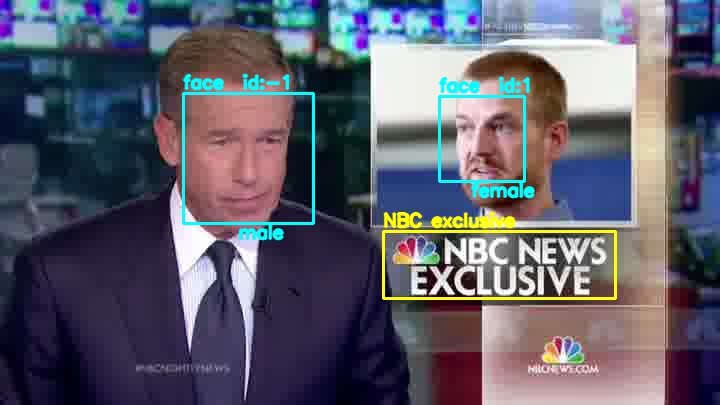 face id:-1
face id:1
female
male
NBC exclusive
NBC NEWS
EXCLUSIVE
#NBCNIGHTLYNEWS
NBCNEWS.COM